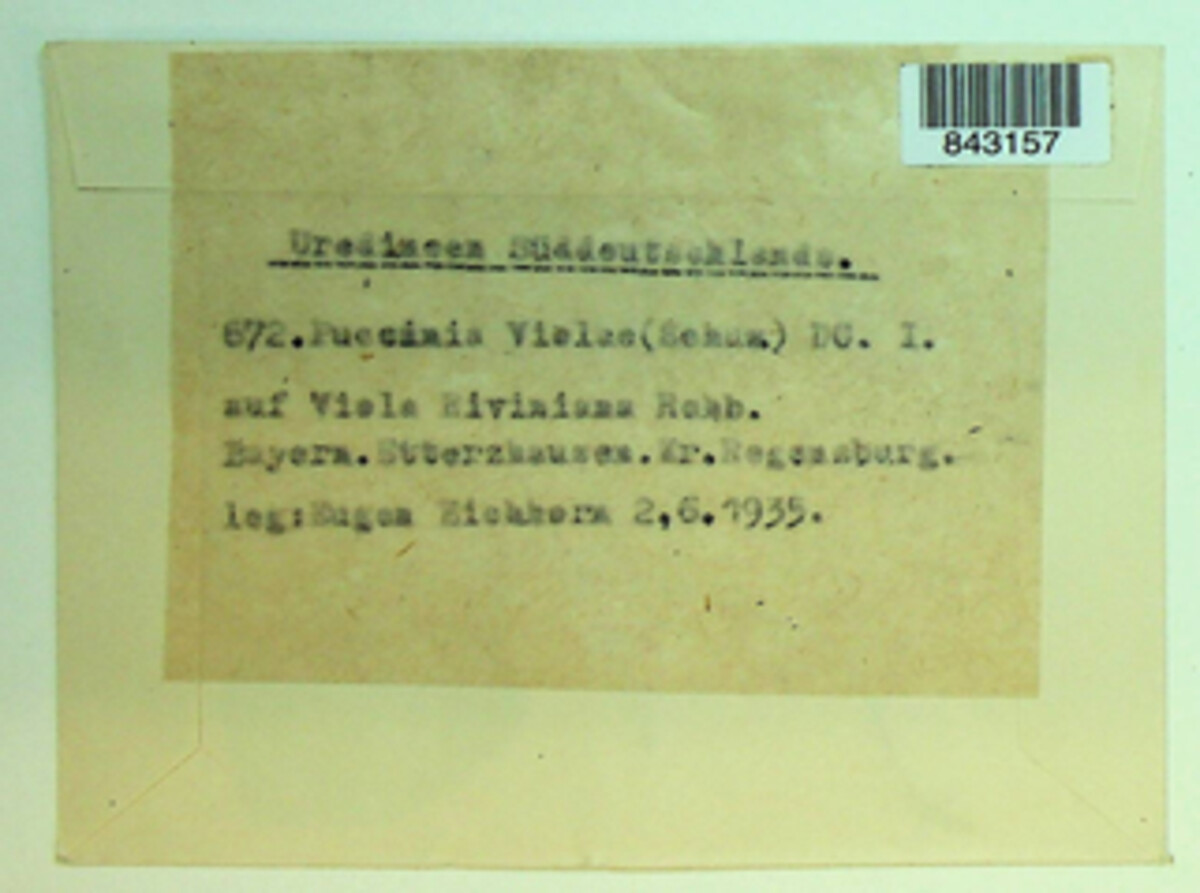 843157
Uredineen Süddeutschlands.
672.Puccinia Violae(Schum.) DC. I.
auf Viola Riviniana Rchb.
Bayern.Etterzhausen.Kr.Regensburg.
leg:Eugen Eichhorn 2,6.1935.